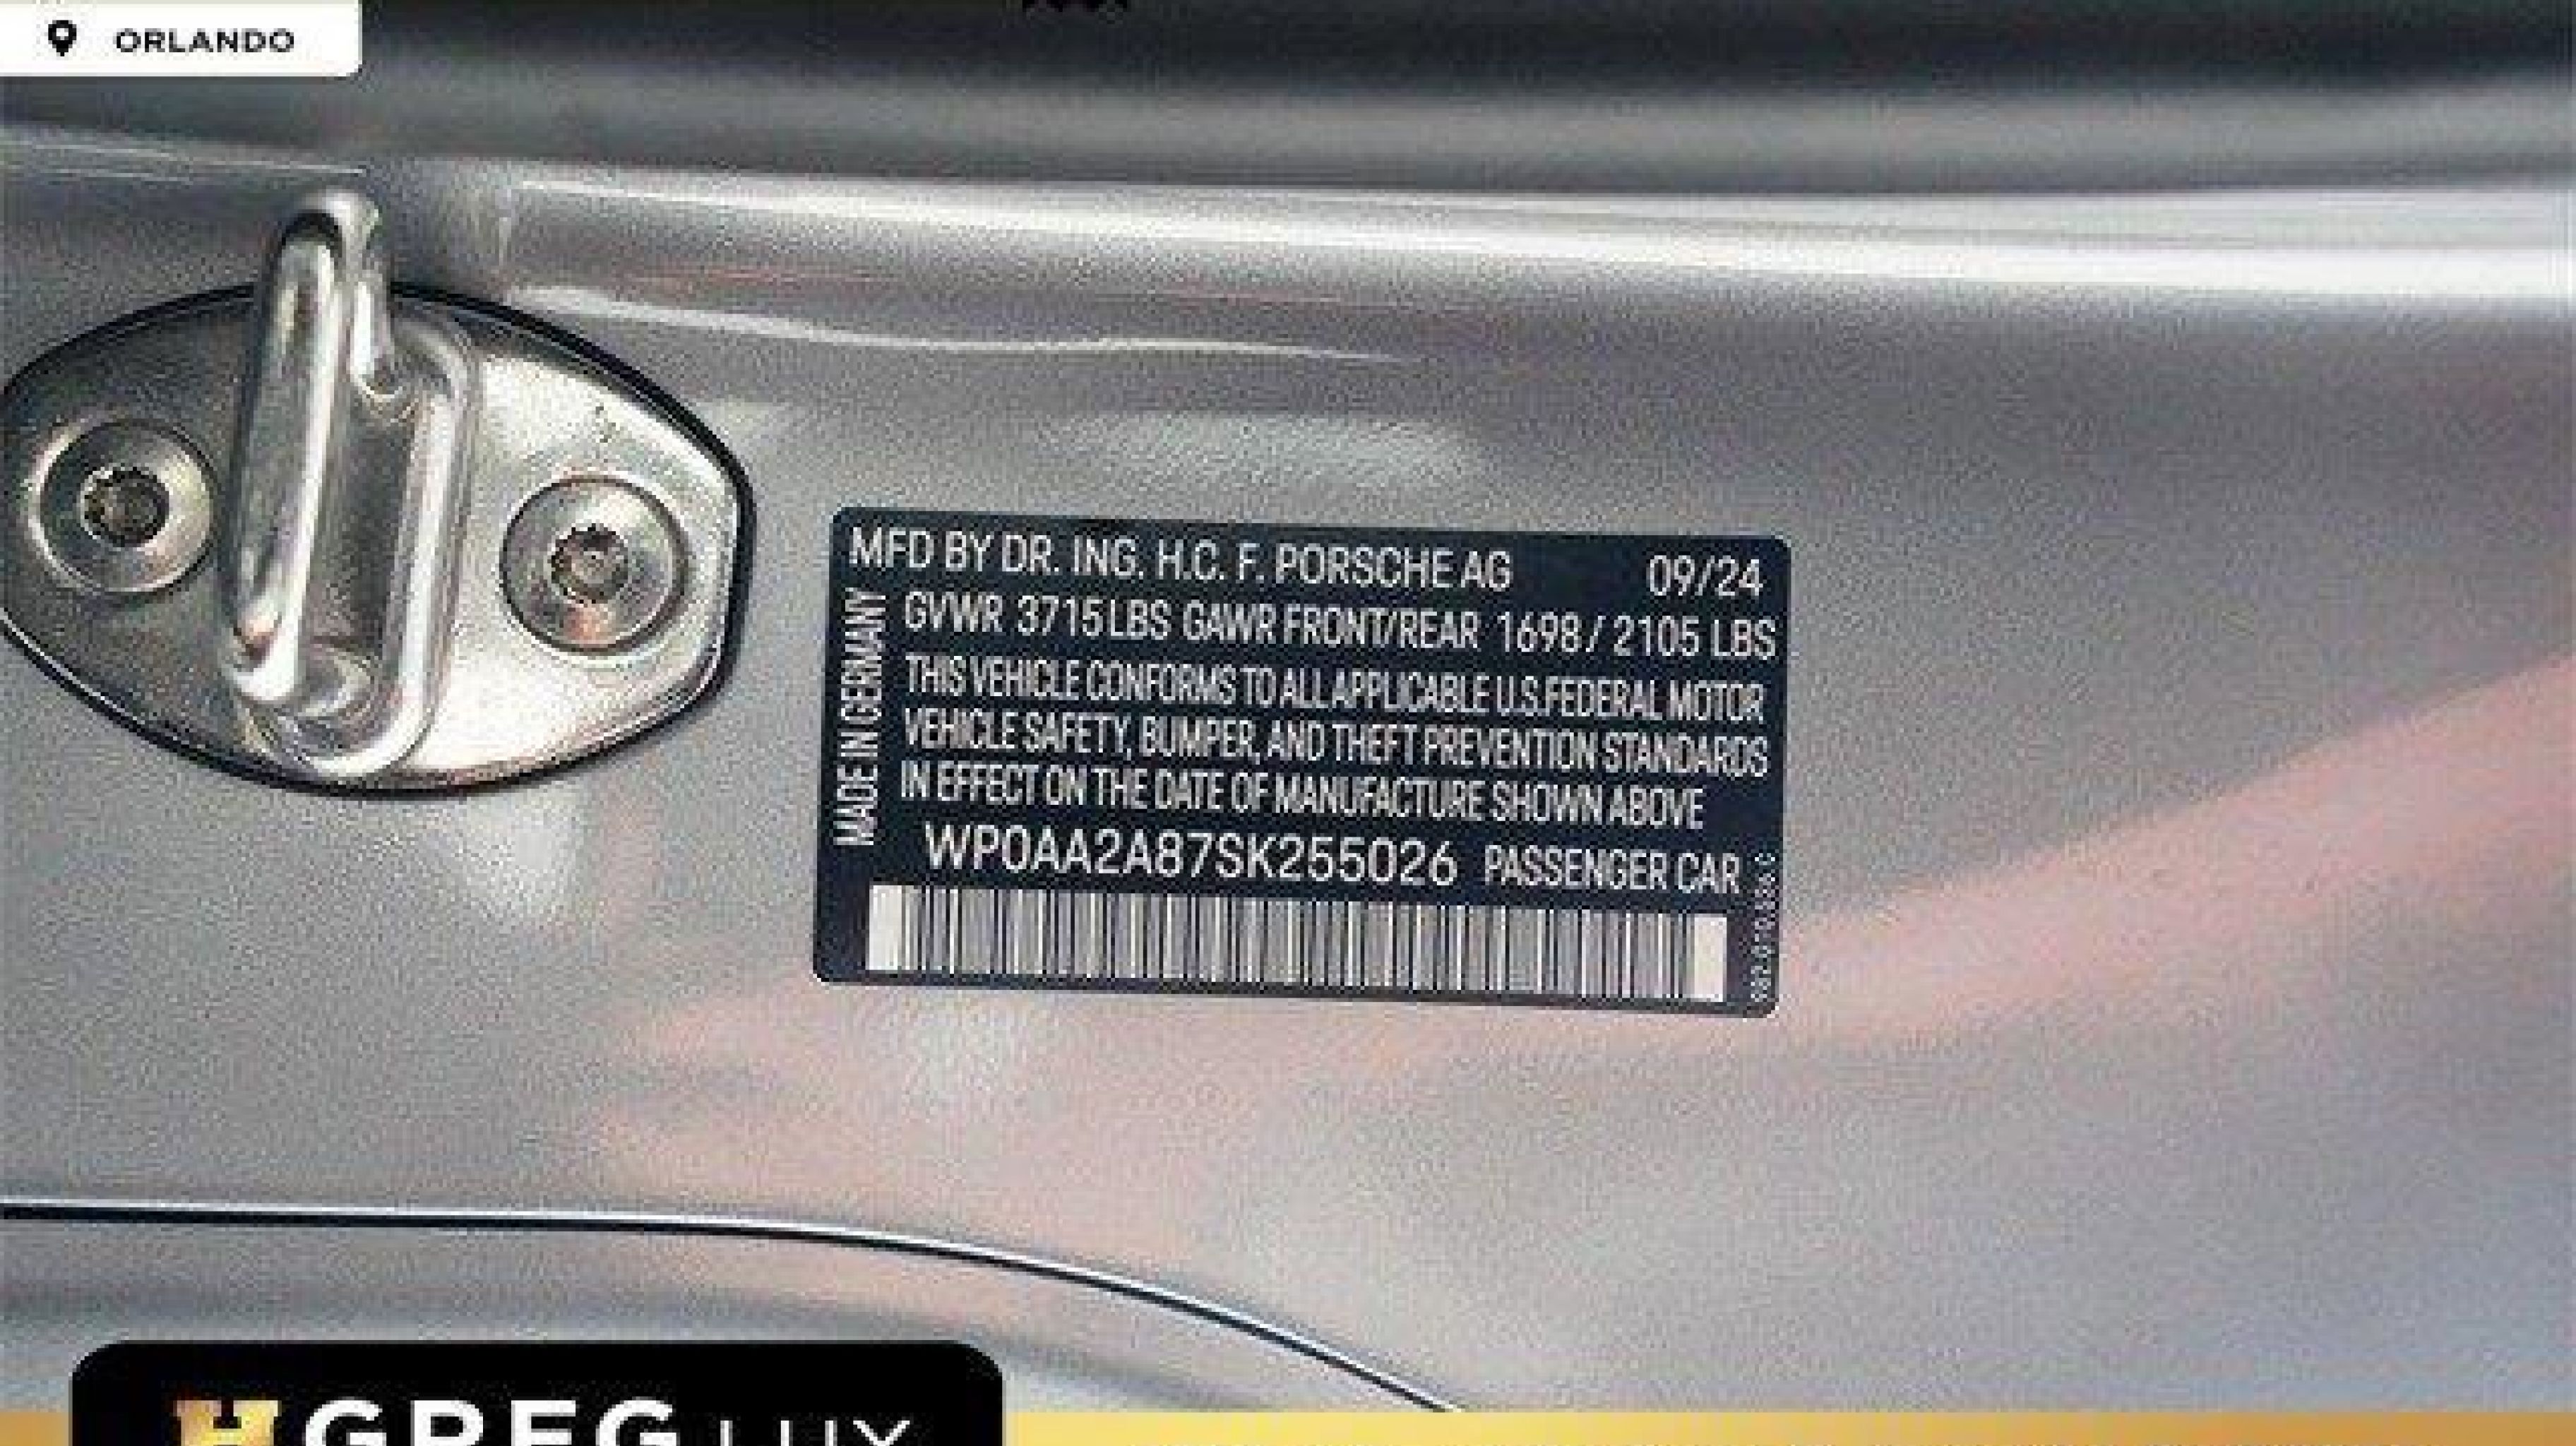 ORLANDO
MFD BY DR. ING. H.C. F. PORSCHE AG 09/24
GVWR 3715 LBS GAWR FRONT/REAR 1698 / 2105 LBS
THIS VEHICLE CONFORMS TO ALL APPLICABLE U.S. FEDERAL MOTOR
VEHICLE SAFETY, BUMPER, AND THEFT PREVENTION STANDARDS
IN EFFECT ON THE DATE OF MANUFACTURE SHOWN ABOVE
MADE IN GERMANY
WP0AA2A87SK255026 PASSENGER CAR
HGREG LUX